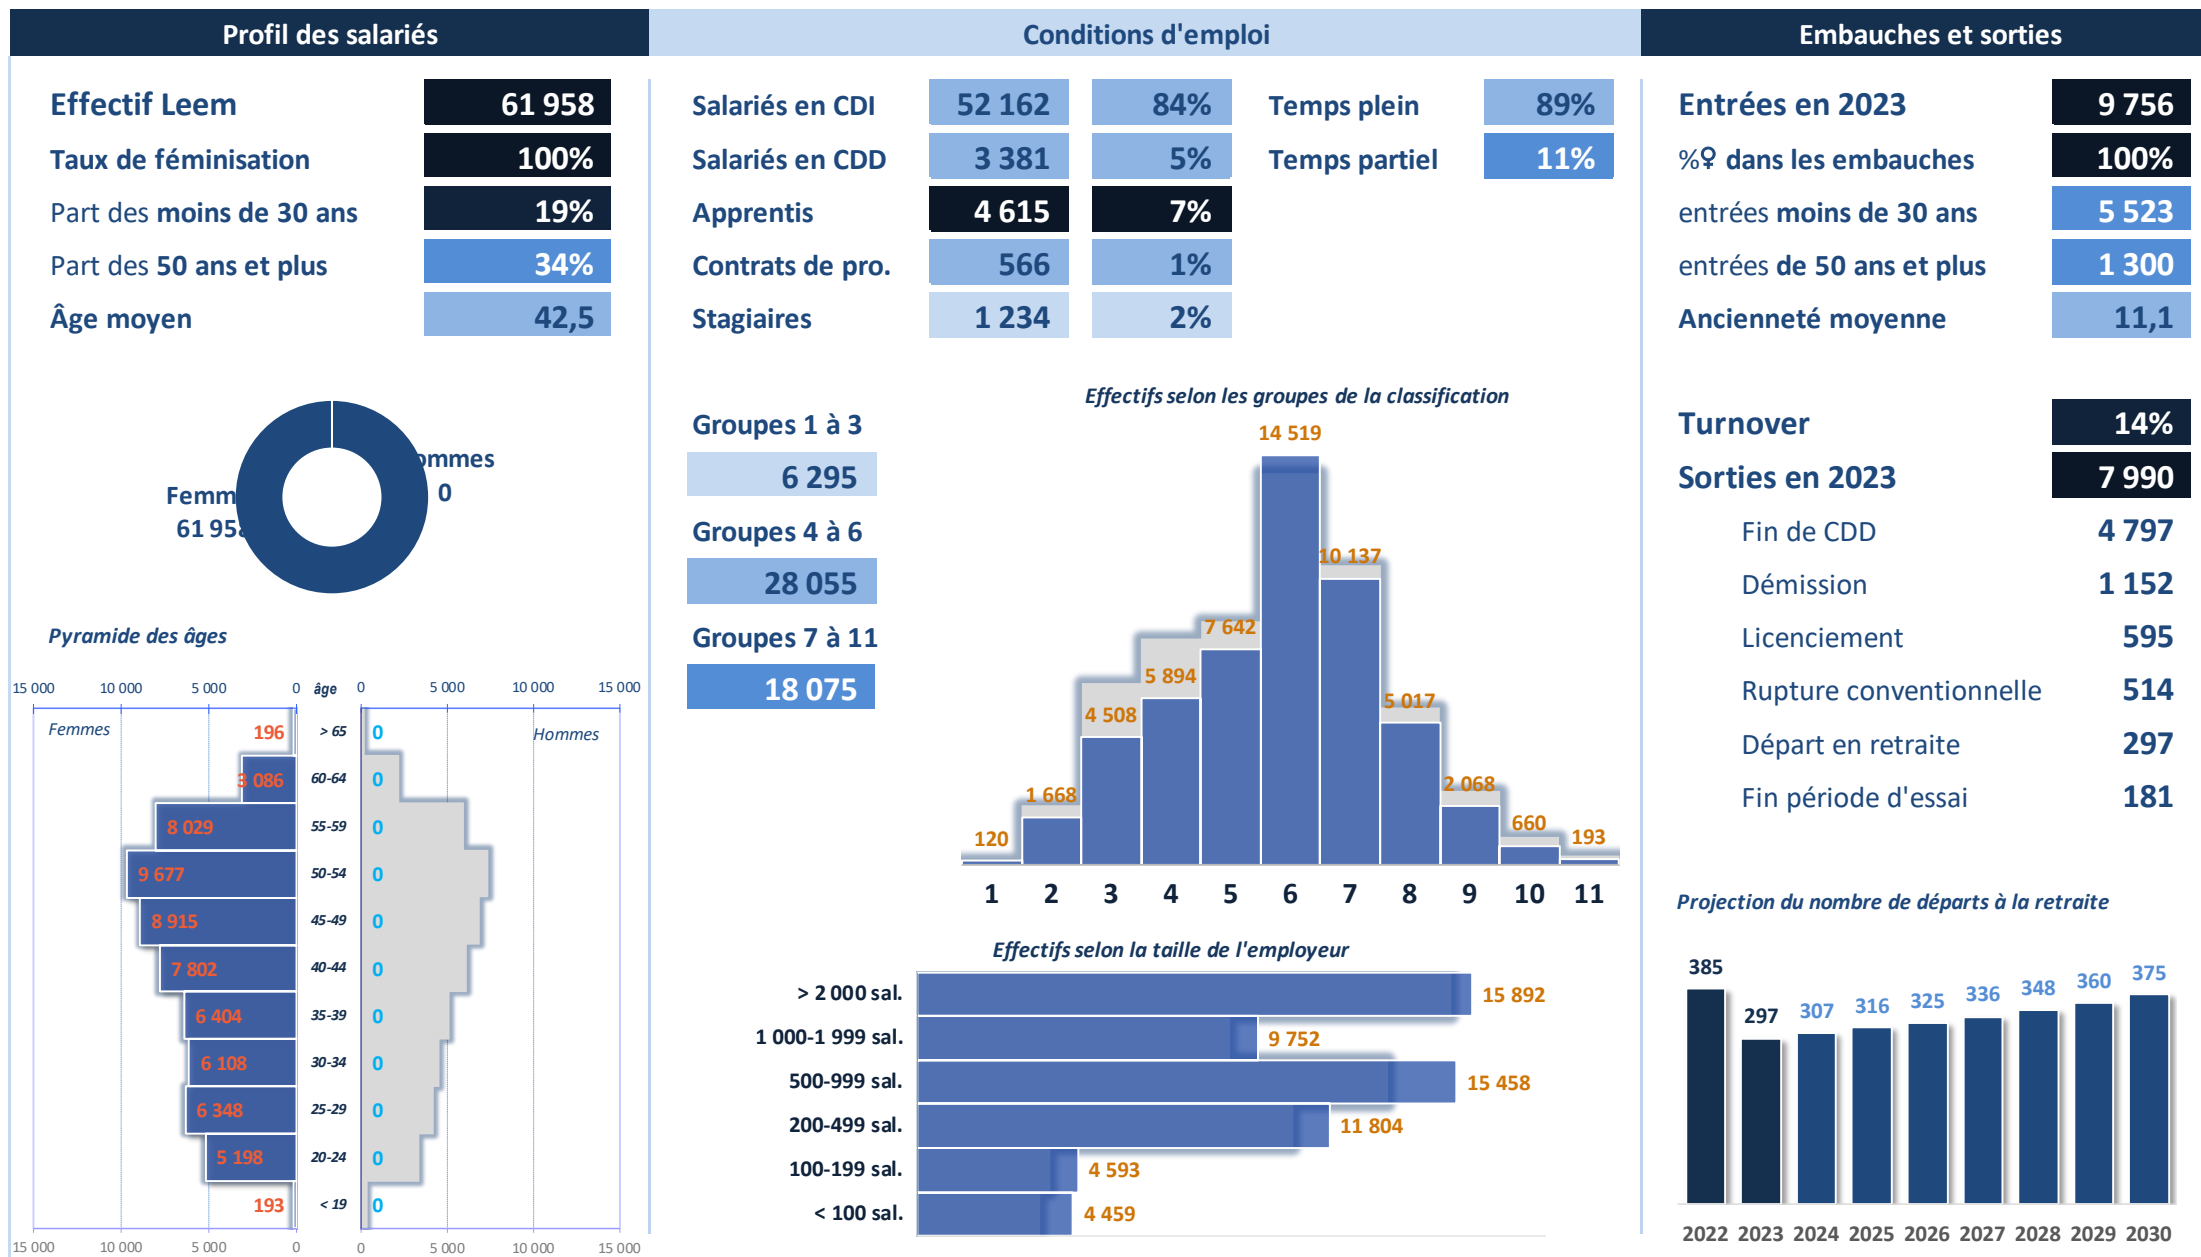 Profil des salariés
Effectif Leem 61 958
Taux de féminisation 100%
Part des moins de 30 ans 19%
Part des 50 ans et plus 34%
Âge moyen 42,5
ommes
0
Femm
61 958
Pyramide des âges
15 000 10 000 5 000 0 âge 0 5 000 10 000 15 000
Femmes Hommes
196 > 65 0
3 086 60-64 0
8 029 55-59 0
9 677 50-54 0
8 915 45-49 0
7 802 40-44 0
6 404 35-39 0
6 108 30-34 0
6 348 25-29 0
5 198 20-24 0
193 < 19 0
15 000 10 000 5 000 0 0 5 000 10 000 15 000
Conditions d'emploi
Salariés en CDI 52 162 84% Temps plein 89%
Salariés en CDD 3 381 5% Temps partiel 11%
Apprentis 4 615 7%
Contrats de pro. 566 1%
Stagiaires 1 234 2%
Groupes 1 à 3
6 295
Groupes 4 à 6
28 055
Groupes 7 à 11
18 075
Effectifs selon les groupes de la classification
120 1 668 4 508 5 894 7 642 14 519 10 137 5 017 2 068 660 193
1 2 3 4 5 6 7 8 9 10 11
Effectifs selon la taille de l'employeur
> 2 000 sal. 15 892
1 000-1 999 sal. 9 752
500-999 sal. 15 458
200-499 sal. 11 804
100-199 sal. 4 593
< 100 sal. 4 459
Embauches et sorties
Entrées en 2023 9 756
%♀ dans les embauches 100%
entrées moins de 30 ans 5 523
entrées de 50 ans et plus 1 300
Ancienneté moyenne 11,1
Turnover 14%
Sorties en 2023 7 990
Fin de CDD 4 797
Démission 1 152
Licenciement 595
Rupture conventionnelle 514
Départ en retraite 297
Fin période d'essai 181
Projection du nombre de départs à la retraite
385 297 307 316 325 336 348 360 375
2022 2023 2024 2025 2026 2027 2028 2029 2030